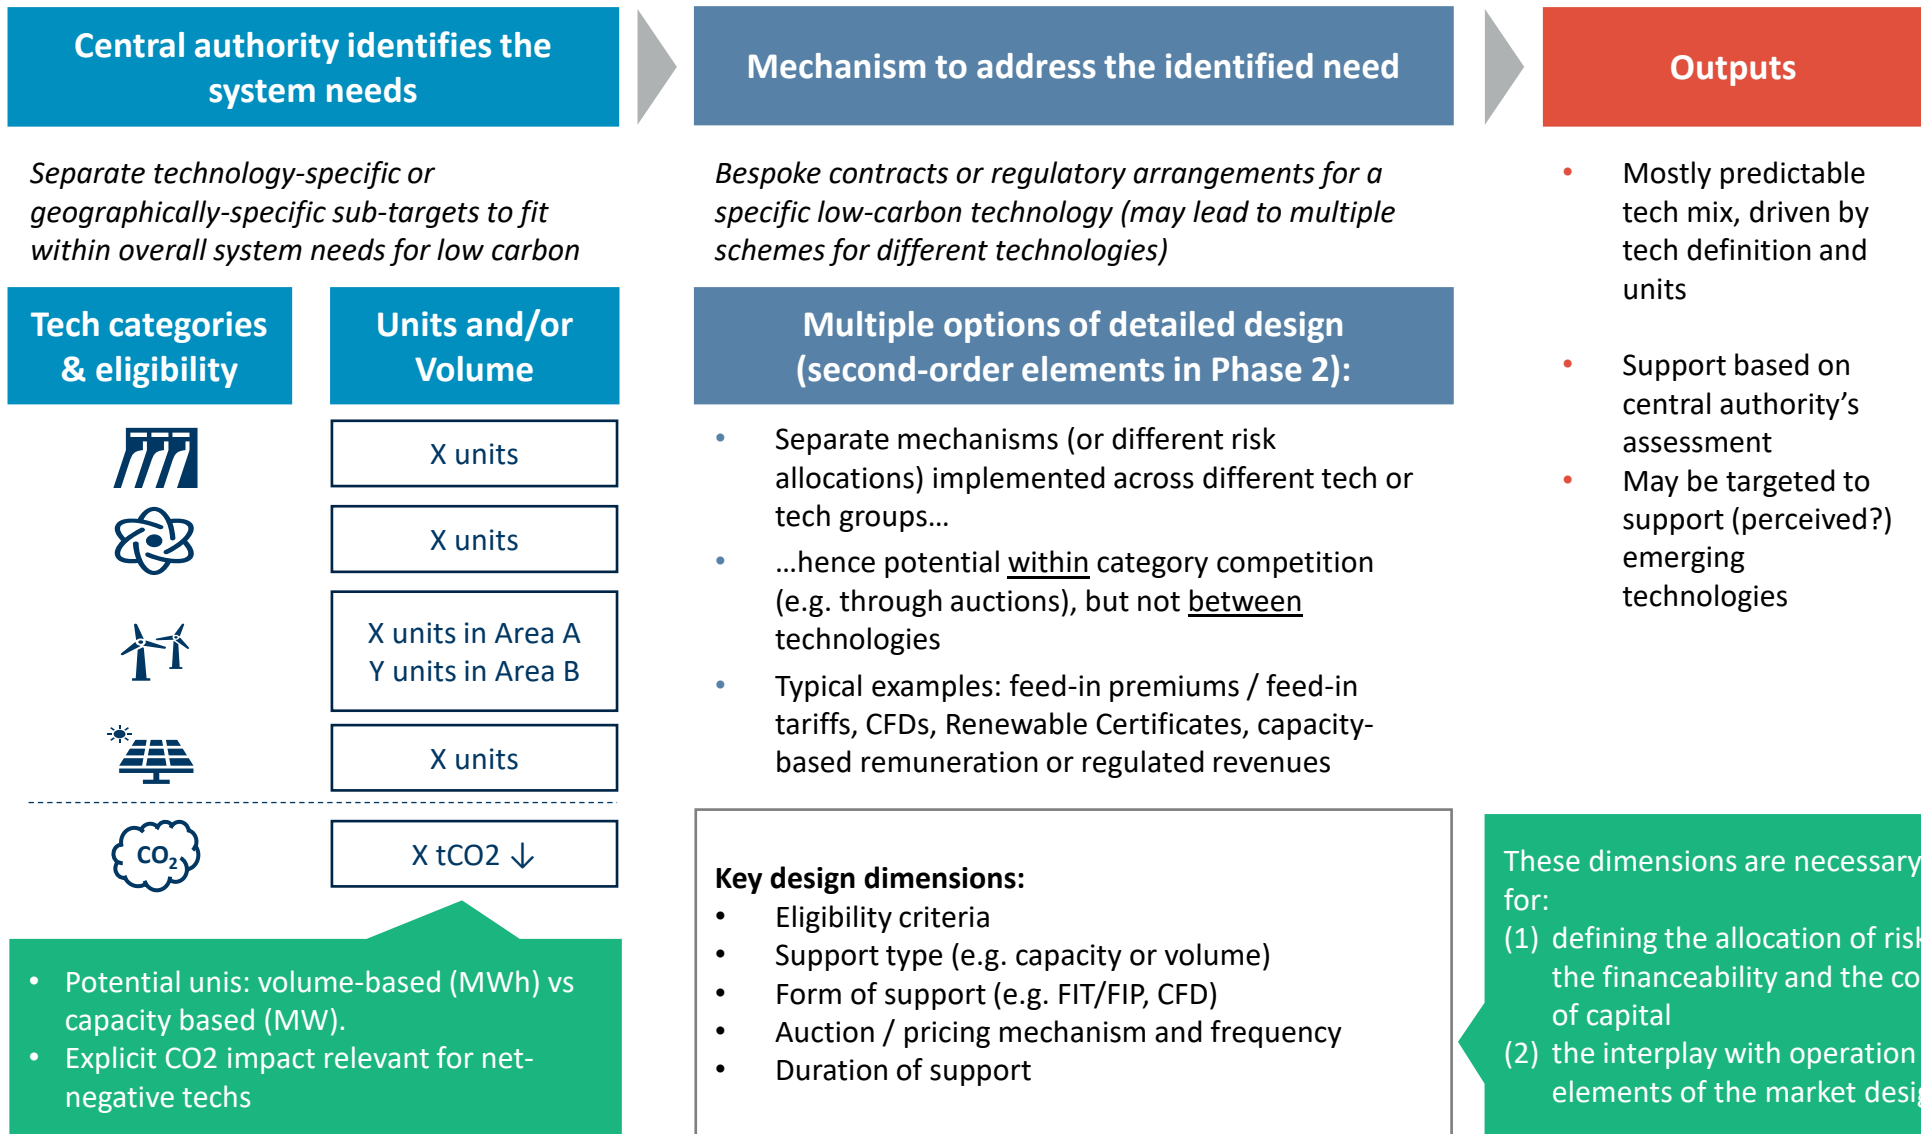 Central authority identifies the
system needs
Mechanism to address the identified need
Outputs
Separate technology-specific or
geographically-specific sub-targets to fit
within overall system needs for low carbon
Tech categories
& eligibility
Units and/or
Volume
X units
X units
X units in Area A
Y units in Area B
X units
CO2
X tCO2 ↓
• Potential unis: volume-based (MWh) vs
capacity based (MW).
• Explicit CO2 impact relevant for net-
negative techs
Bespoke contracts or regulatory arrangements for a
specific low-carbon technology (may lead to multiple
schemes for different technologies)
Multiple options of detailed design
(second-order elements in Phase 2):
• Separate mechanisms (or different risk
allocations) implemented across different tech or
tech groups…
• …hence potential within category competition
(e.g. through auctions), but not between
technologies
• Typical examples: feed-in premiums / feed-in
tariffs, CFDs, Renewable Certificates, capacity-
based remuneration or regulated revenues
Key design dimensions:
• Eligibility criteria
• Support type (e.g. capacity or volume)
• Form of support (e.g. FIT/FIP, CFD)
• Auction / pricing mechanism and frequency
• Duration of support
• Mostly predictable
tech mix, driven by
tech definition and
units
• Support based on
central authority's
assessment
• May be targeted to
support (perceived?)
emerging
technologies
These dimensions are necessary
for:
(1) defining the allocation of risk
the financeability and the
of capital
(2) the interplay with operation
elements of the market